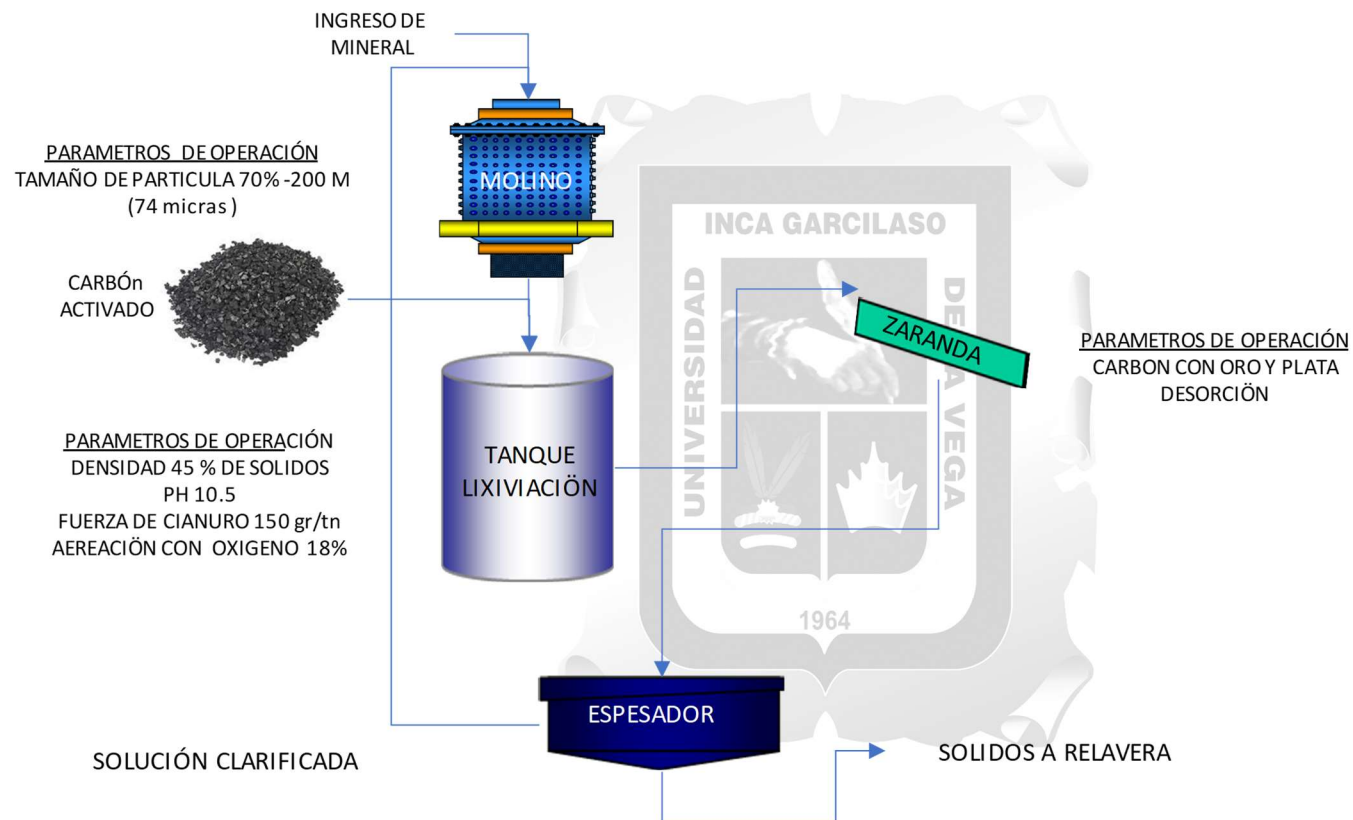 INGRESO DE
MINERAL
PARAMETROS DE OPERACIÓN
TAMAÑO DE PARTICULA 70% -200 M
(74 micras )
MOLINO
CARBÓn
ACTIVADO
INCA GARCILASO
UNIVERSIDAD
DE LA VEGA
1964
ZARANDA
PARAMETROS DE OPERACIÓN
CARBON CON ORO Y PLATA
DESORCIÖN
PARAMETROS DE OPERACIÓN
DENSIDAD 45 % DE SOLIDOS
PH 10.5
FUERZA DE CIANURO 150 gr/tn
AEREACIÖN CON OXIGENO 18%
TANQUE
LIXIVIACIÖN
ESPESADOR
SOLUCIÓN CLARIFICADA
SOLIDOS A RELAVERA